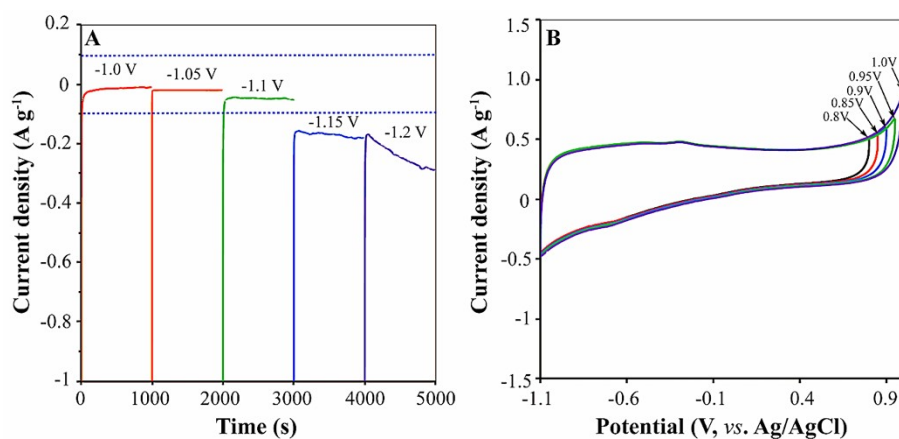 A
0.2
0
-0.2
-0.4
-0.6
-0.8
-1
-1.0 V
-1.05 V
-1.1 V
-1.15 V
-1.2 V
0 1000 2000 3000 4000 5000
Time (s)
Current density (A g⁻¹)
B
1.5
1.0
0.5
0
-0.5
-1
-1.5
1.0V
0.95V
0.9V
0.85V
0.8V
-1.1 -0.6 -0.1 0.4 0.9
Potential (V, vs. Ag/AgCl)
Current density (A g⁻¹)